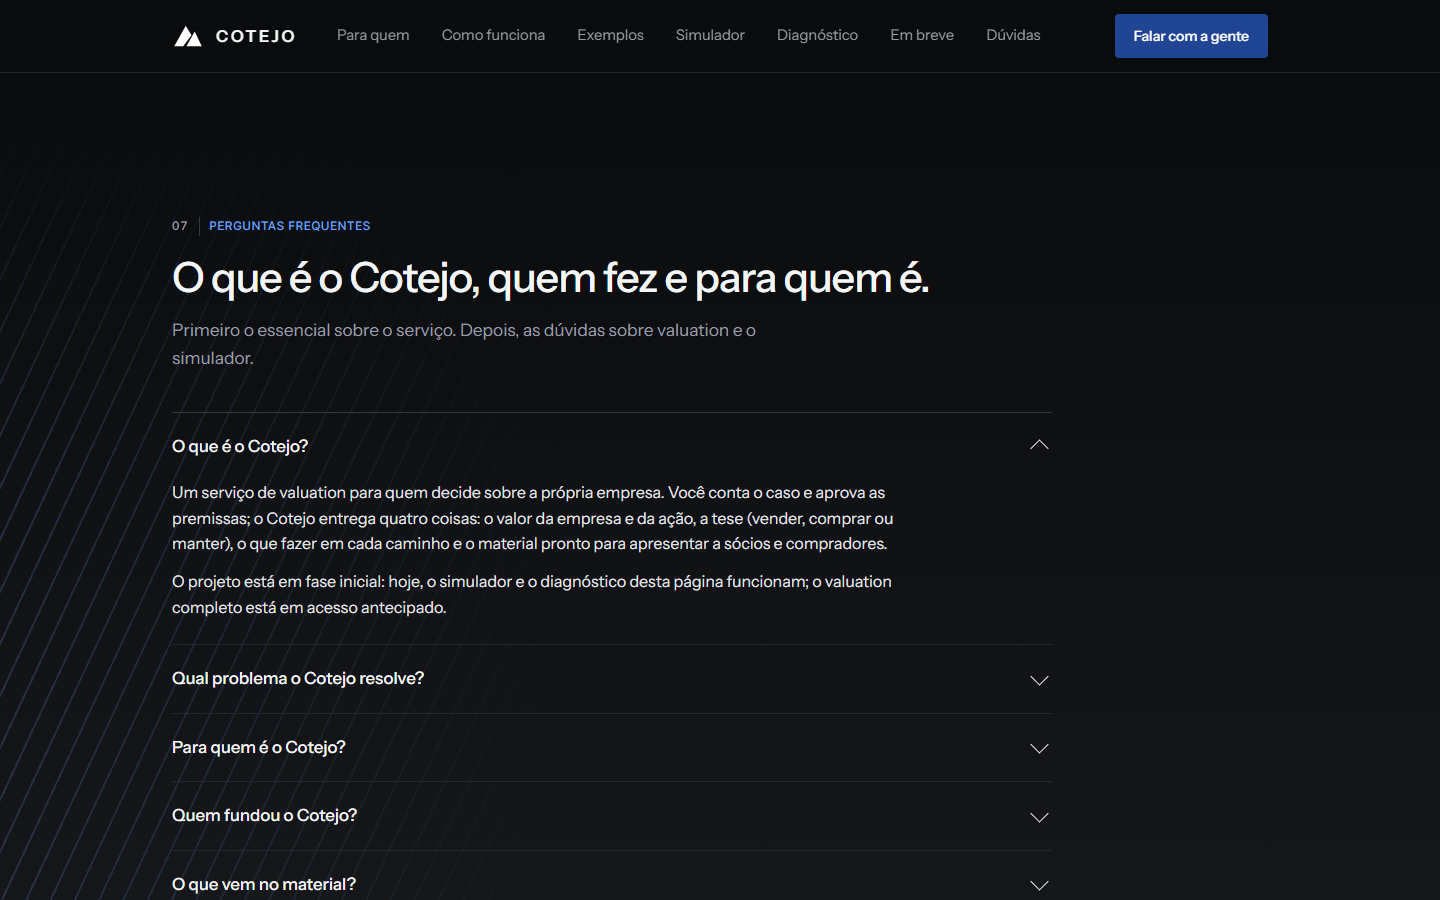 COTEJO
Para quem
Como funciona
Exemplos
Simulador
Diagnóstico
Em breve
Dúvidas
Falar com a gente
07
PERGUNTAS FREQUENTES
O que é o Cotejo, quem fez e para quem é.
Primeiro o essencial sobre o serviço. Depois, as dúvidas sobre valuation e o
simulador.
O que é o Cotejo?
Um serviço de valuation para quem decide sobre a própria empresa. Você conta o caso e aprova as
premissas; o Cotejo entrega quatro coisas: o valor da empresa e da ação, a tese (vender, comprar ou
manter), o que fazer em cada caminho e o material pronto para apresentar a sócios e compradores.
O projeto está em fase inicial: hoje, o simulador e o diagnóstico desta página funcionam; o valuation
completo está em acesso antecipado.
Qual problema o Cotejo resolve?
Para quem é o Cotejo?
Quem fundou o Cotejo?
O que vem no material?